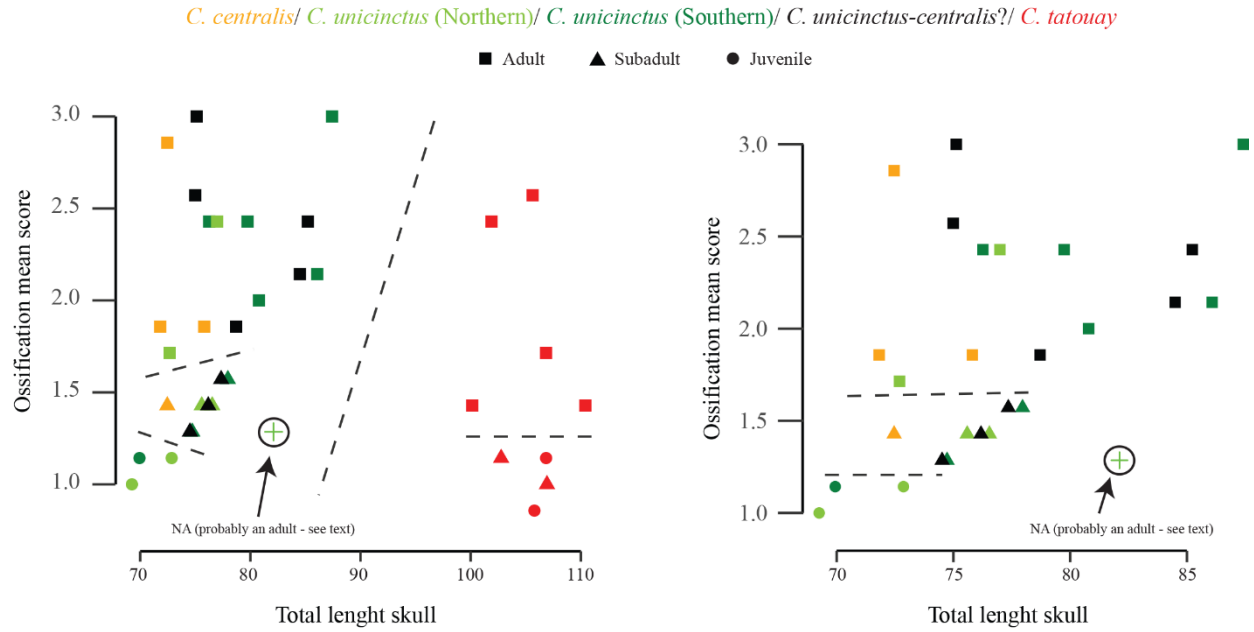 C. centralis/ C. unicinctus (Northern)/ C. unicinctus (Southern)/ C. unicinctus-centralis?/ C. tatouay
Adult Subadult Juvenile
Ossification mean score
3.0
2.5
2.0
1.5
1.0
NA (probably an adult - see text)
70 80 90 100 110
Total lenght skull
Ossification mean score
3.0
2.5
2.0
1.5
1.0
NA (probably an adult - see text)
70 75 80 85
Total lenght skull